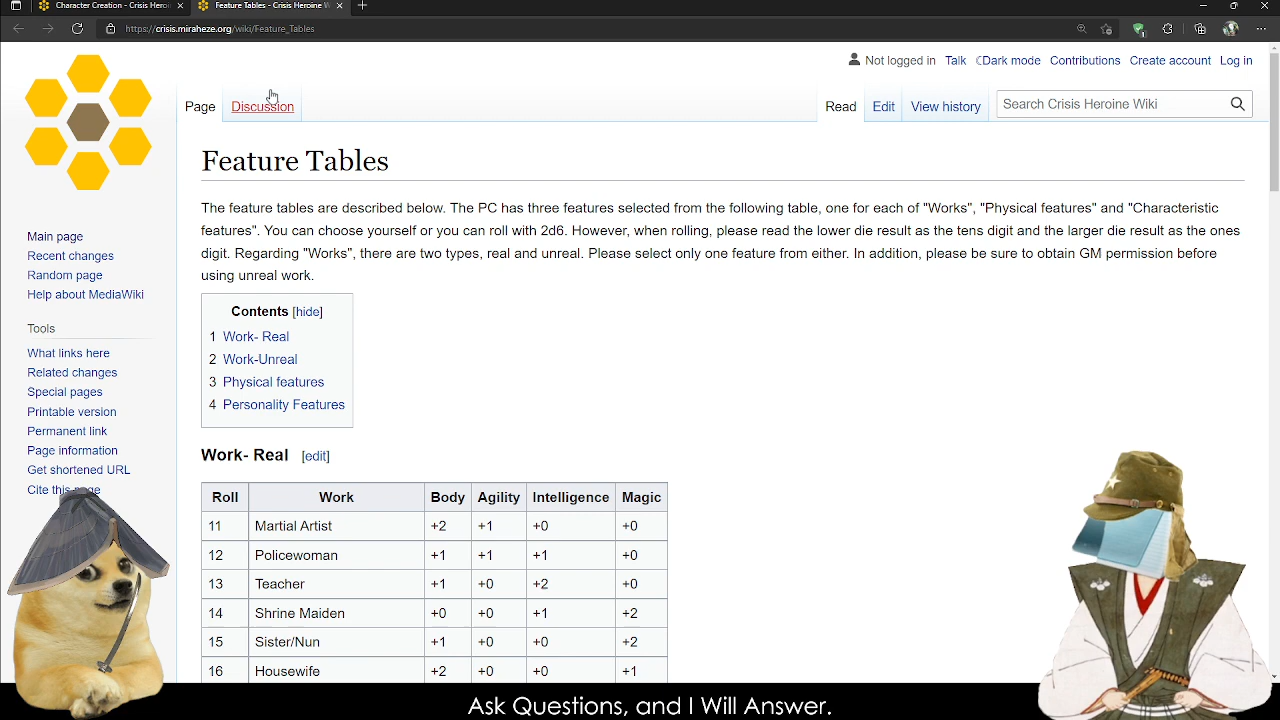 Character Creation - Crisis Heroi
Feature Tables - Crisis Heroine W
https://crisis.miraheze.org/wiki/Feature_Tables
Not logged in Talk Dark mode Contributions Create account Log in
Page Discussion Read Edit View history Search Crisis Heroine Wiki
Feature Tables
The feature tables are described below. The PC has three features selected from the following table, one for each of "Works", "Physical features" and "Characteristic
features". You can choose yourself or you can roll with 2d6. However, when rolling, please read the lower die result as the tens digit and the larger die result as the ones
digit. Regarding "Works", there are two types, real and unreal. Please select only one feature from either. In addition, please be sure to obtain GM permission before
using unreal work.
Main page
Recent changes
Random page
Help about MediaWiki
Tools
What links here
Related changes
Special pages
Printable version
Permanent link
Page information
Get shortened URL
Cite this page
Contents [hide]
1 Work- Real
2 Work-Unreal
3 Physical features
4 Personality Features
Work- Real [edit]
Roll Work Body Agility Intelligence Magic
11 Martial Artist +2 +1 +0 +0
12 Policewoman +1 +1 +1 +0
13 Teacher +1 +0 +2 +0
14 Shrine Maiden +0 +0 +1 +2
15 Sister/Nun +1 +0 +0 +2
16 Housewife +2 +0 +0 +1
Ask Questions, and I Will Answer.